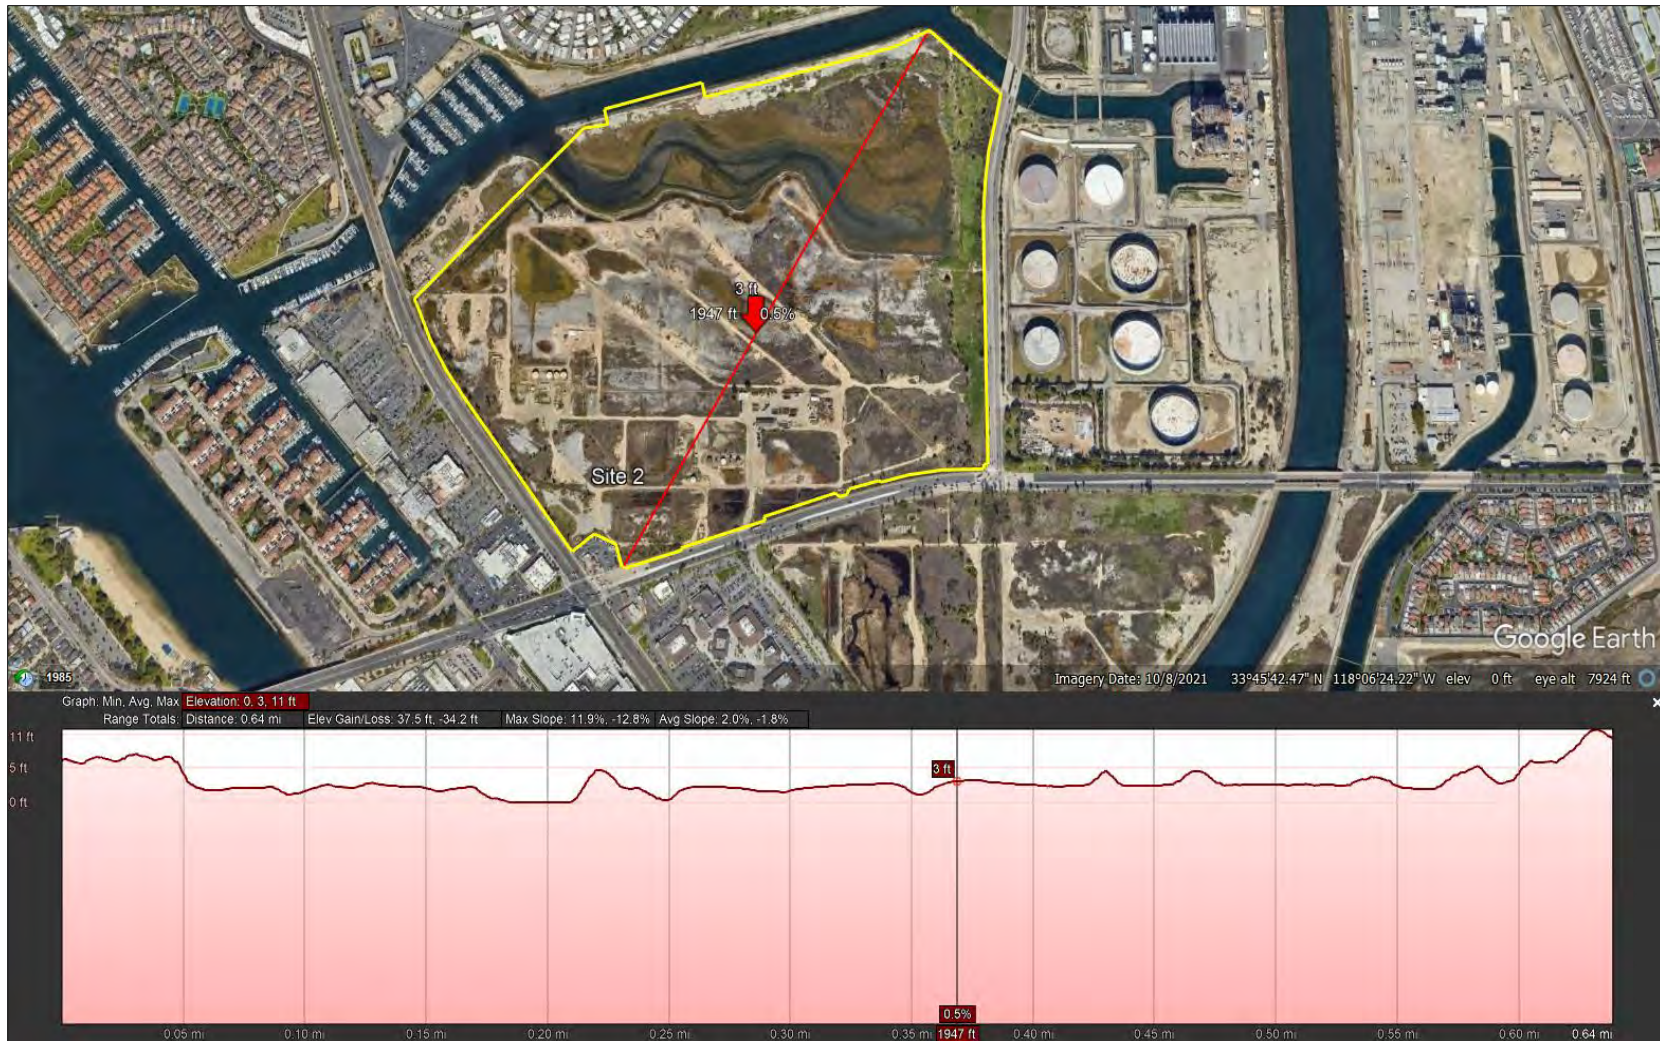 3 ft
1947 ft 0.5%
Site 2
Google Earth
1985
Imagery Date: 10/8/2021 33°45'42.47" N 118°06'24.22" W elev 0 ft eye alt 7924 ft
Graph: Min, Avg, Max Elevation: 0, 3, 11 ft
Range Totals: Distance: 0.64 mi Elev Gain/Loss: 37.5 ft, -34.2 ft Max Slope: 11.9%, -12.8% Avg Slope: 2.0%, -1.8%
11 ft
5 ft
3 ft
0 ft
0.5%
0.05 mi 0.10 mi 0.15 mi 0.20 mi 0.25 mi 0.30 mi 0.35 mi 1947 ft 0.40 mi 0.45 mi 0.50 mi 0.55 mi 0.60 mi 0.64 mi